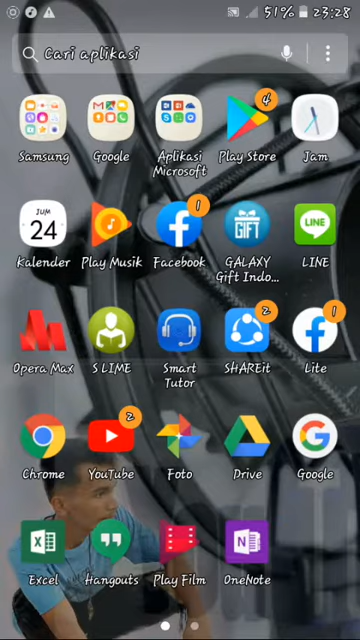 51% 23:28
Cari aplikasi
4
Samsung Google Aplikasi Microsoft Play Store Jam
JUM
24
1
GIFT
LINE
Kalender Play Musik Facebook GALAXY Gift Indo... LINE
2
1
Opera Max S LIME Smart Tutor SHAREit Lite
2
Chrome YouTube Foto Drive Google
Excel Hangouts Play Film OneNote